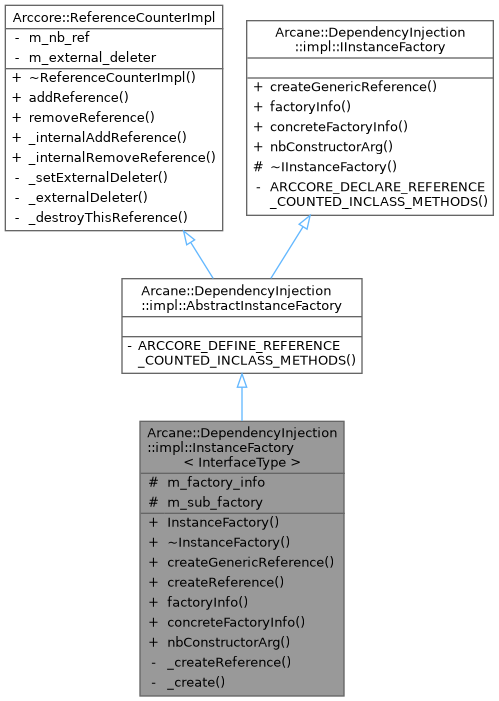 Arccore::ReferenceCounterImpl
- m_nb_ref
- m_external_deleter
+ ~ReferenceCounterImpl()
+ addReference()
+ removeReference()
+ _internalAddReference()
+ _internalRemoveReference()
- _setExternalDeleter()
- _externalDeleter()
- _destroyThisReference()
Arcane::DependencyInjection
::impl::IInstanceFactory
+ createGenericReference()
+ factoryInfo()
+ concreteFactoryInfo()
+ nbConstructorArg()
# ~IInstanceFactory()
- ARCCORE_DECLARE_REFERENCE
_COUNTED_INCLASS_METHODS()
Arcane::DependencyInjection
::impl::AbstractInstanceFactory
- ARCCORE_DEFINE_REFERENCE
_COUNTED_INCLASS_METHODS()
Arcane::DependencyInjection
::impl::InstanceFactory
< InterfaceType >
# m_factory_info
# m_sub_factory
+ InstanceFactory()
+ ~InstanceFactory()
+ createGenericReference()
+ createReference()
+ factoryInfo()
+ concreteFactoryInfo()
+ nbConstructorArg()
- _createReference()
- _create()